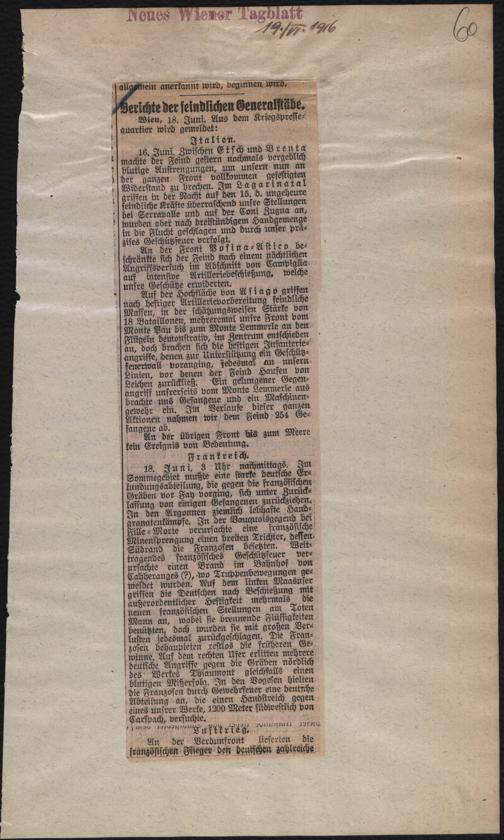 Neues Wiener Tagblatt
19./VI. 1916
60
allgemein anerkannt wird, beginnen wird.
Berichte der feindlichen Generalstäbe.
Wien, 18. Juni. Aus dem Kriegspresse-
quartier wird gemeldet:
Italien.
16. Juni. Zwischen Etsch und Brenta
machte der Feind gestern nochmals vergeblich
blutige Anstrengungen, um unsern nun an
der ganzen Front vollkommen gefestigten
Widerstand zu brechen. Im Lagarinatal
griffen in der Nacht auf den 15. d. ungeheure
feindliche Kräfte überraschend unsre Stellungen
bei Serravalle und auf der Coni Zugna an,
wurden aber nach dreistündigem Handgemenge
in die Flucht geschlagen und durch unser prä-
zises Geschützfeuer verfolgt.
An der Front Posina-Astico be-
schränkte sich der Feind nach einem nächtlichen
Angriffsversuch im Abschnitt von Campiglia
auf intensive Artilleriebeschießung, welche
unsre Geschütze erwiderten.
Auf der Hochfläche von Asiago griffen
nach heftiger Artillerievorbereitung feindliche
Massen, in der schätzungsweisen Stärke von
18 Bataillonen, mehreremal unsre Front vom
Monte Pau bis zum Monte Lemmerle an den
Flügeln demonstrativ, im Zentrum entschieden
an, doch brachen sich die heftigen Infanterie-
angriffe, denen zur Unterstützung ein Geschütz-
feuerwall voranging, jedesmal an unsern
Linien, vor denen der Feind Haufen von
Leichen zurückließ. Ein gelungener Gegen-
angriff unsrerseits vom Monte Lemmerle aus
brachte uns Gefangene und ein Maschinen-
gewehr ein. Im Verlaufe dieser ganzen
Aktionen nahmen wir dem Feind 254 Ge-
fangene ab.
An der übrigen Front bis zum Meere
kein Ereignis von Bedeutung.
Frankreich.
18. Juni, 3 Uhr nachmittags. Im
Sommegebiet mußte eine starke deutsche Er-
kundungsabteilung, die gegen die französischen
Gräben vor Fay vorging, sich unter Zurück-
lassung von einigen Gefangenen zurückziehen.
In den Argonnen ziemlich lebhafte Hand-
granatenkämpfe. In der Vauquoisgegend bei
Fille-Morte verursachte eine französische
Minensprengung einen breiten Trichter, dessen
Südrand die Franzosen besetzten. Weit-
tragendes französisches Geschützfeuer ver-
ursachte einen Brand im Bahnhof von
(?), wo Truppenbewegungen ge-
meldet wurden. Auf dem linken Maasufer
griffen die Deutschen nach Beschießung mit
außerordentlicher Heftigkeit mehrmals die
neuen französischen Stellungen am Toten
Mann an, wobei sie brennende Flüssigkeiten
benützten, doch wurden sie mit großen Ver-
lusten jedesmal zurückgeschlagen. Die Fran-
zosen behaupteten restlos die früheren Ge-
winne. Auf dem rechten Ufer erlitten mehrere
deutsche Angriffe gegen die Gräben nördlich
des Werkes Thiaumont gleichfalls einen
blutigen Mißerfolg. In den Vogesen hielten
die Franzosen durch Gewehrfeuer eine deutsche
Abteilung an, die einen Handstreich gegen
eines unsrer Werke, 1200 Meter südwestlich von
Carspach, versuchte.
Luftkrieg.
An der Verdunfront lieferten die
französischen Flieger den deutschen zahlreiche